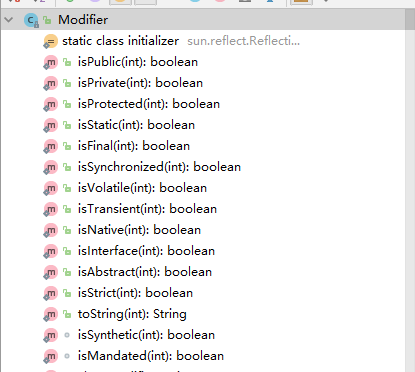 Modifier
static class initializer sun.reflect.Reflecti...
isPublic(int): boolean
isPrivate(int): boolean
isProtected(int): boolean
isStatic(int): boolean
isFinal(int): boolean
isSynchronized(int): boolean
isVolatile(int): boolean
isTransient(int): boolean
isNative(int): boolean
isInterface(int): boolean
isAbstract(int): boolean
isStrict(int): boolean
toString(int): String
isSynthetic(int): boolean
isMandated(int): boolean